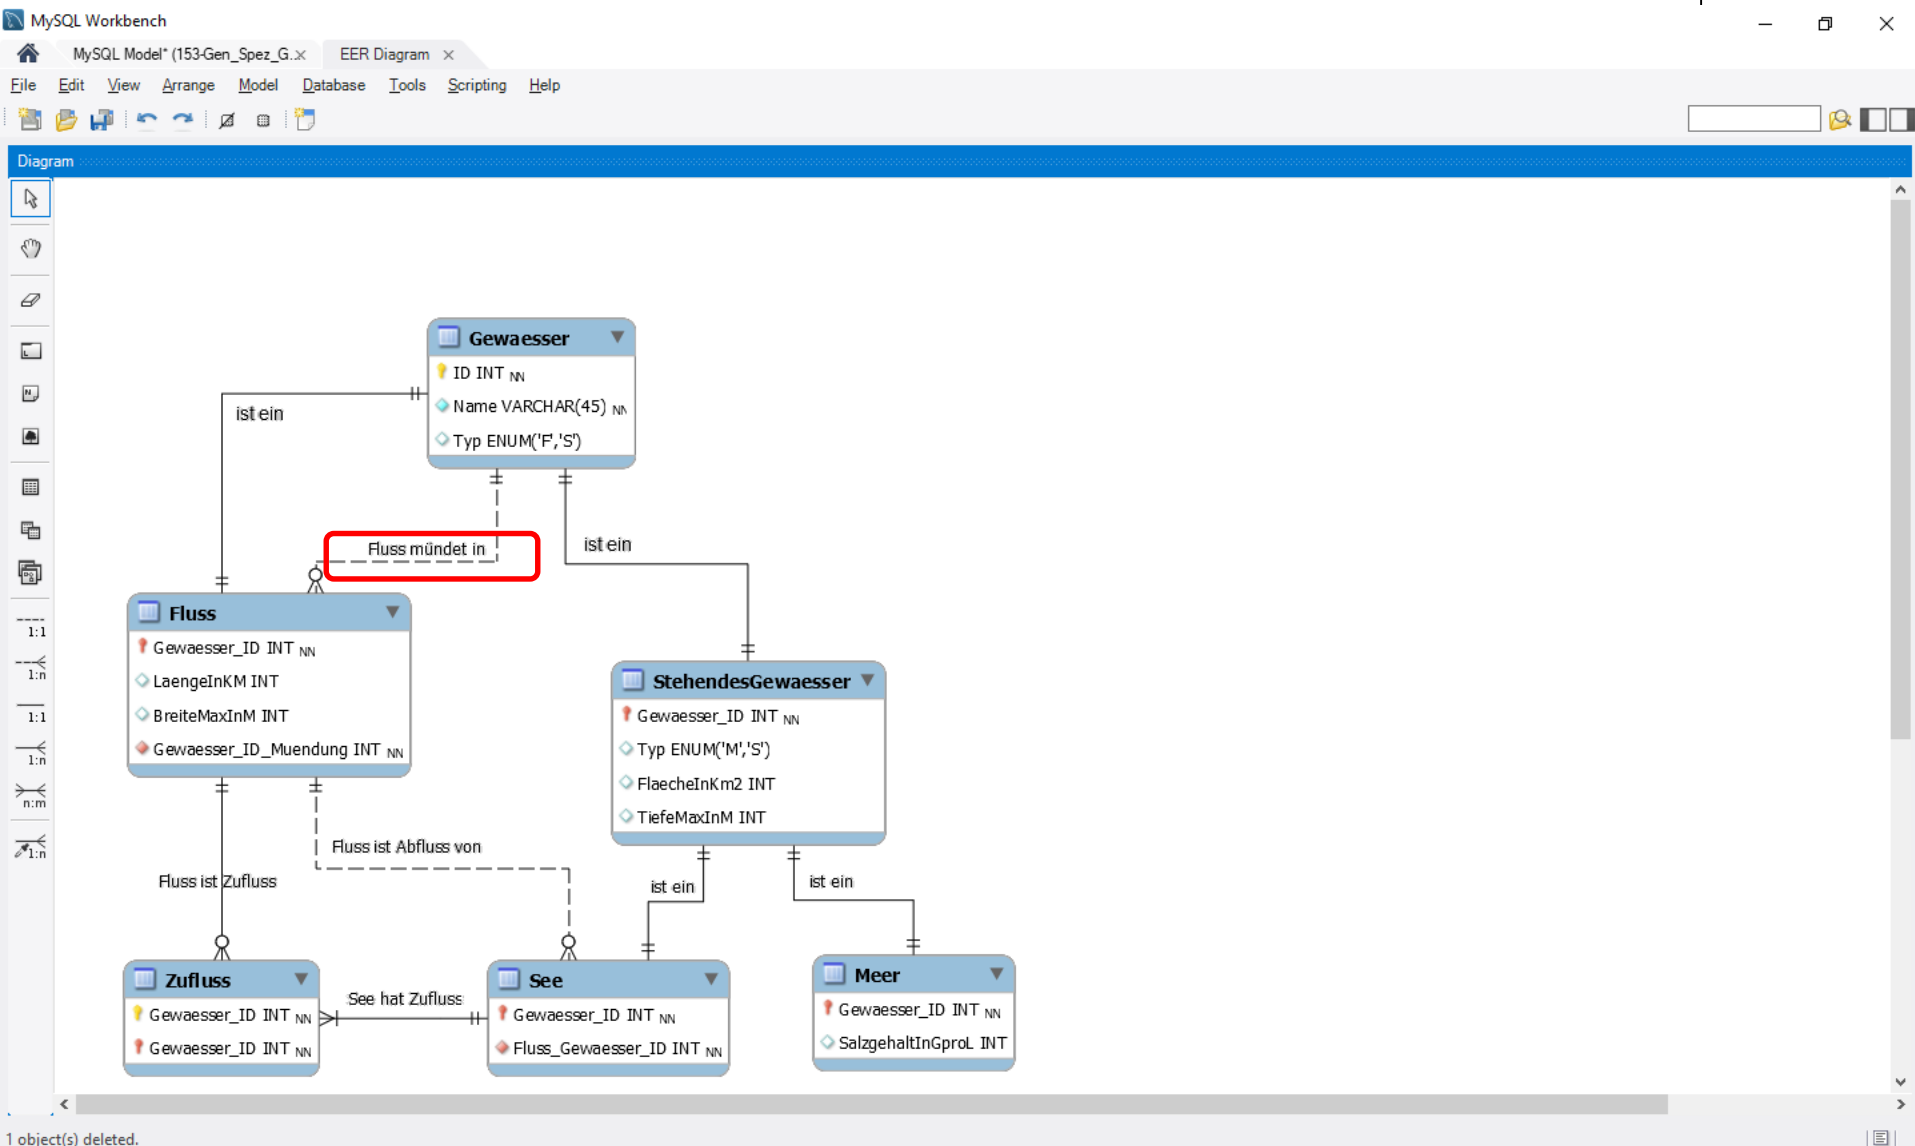 MySQL Workbench
MySQL Model* (153-Gen_Spez_G..× EER Diagram ×
File Edit View Arrange Model Database Tools Scripting Help
Diagram
Gewaesser
ID INT NN
Name VARCHAR(45) NN
Typ ENUM('F','S')
ist ein
Fluss mündet in
ist ein
Fluss
Gewaesser_ID INT NN
LaengeInKM INT
BreiteMaxInM INT
Gewaesser_ID_Muendung INT NN
StehendesGewaesser
Gewaesser_ID INT NN
Typ ENUM('M','S')
FlaecheInKm2 INT
TiefeMaxInM INT
1:1
1:n
1:1
1:n
n:m
1:n
Fluss ist Abfluss von
Fluss ist Zufluss
ist ein
ist ein
Zufluss
Gewaesser_ID INT NN
Gewaesser_ID INT NN
See hat Zufluss
See
Gewaesser_ID INT NN
Fluss_Gewaesser_ID INT NN
Meer
Gewaesser_ID INT NN
SalzgehaltInGproL INT
1 object(s) deleted.